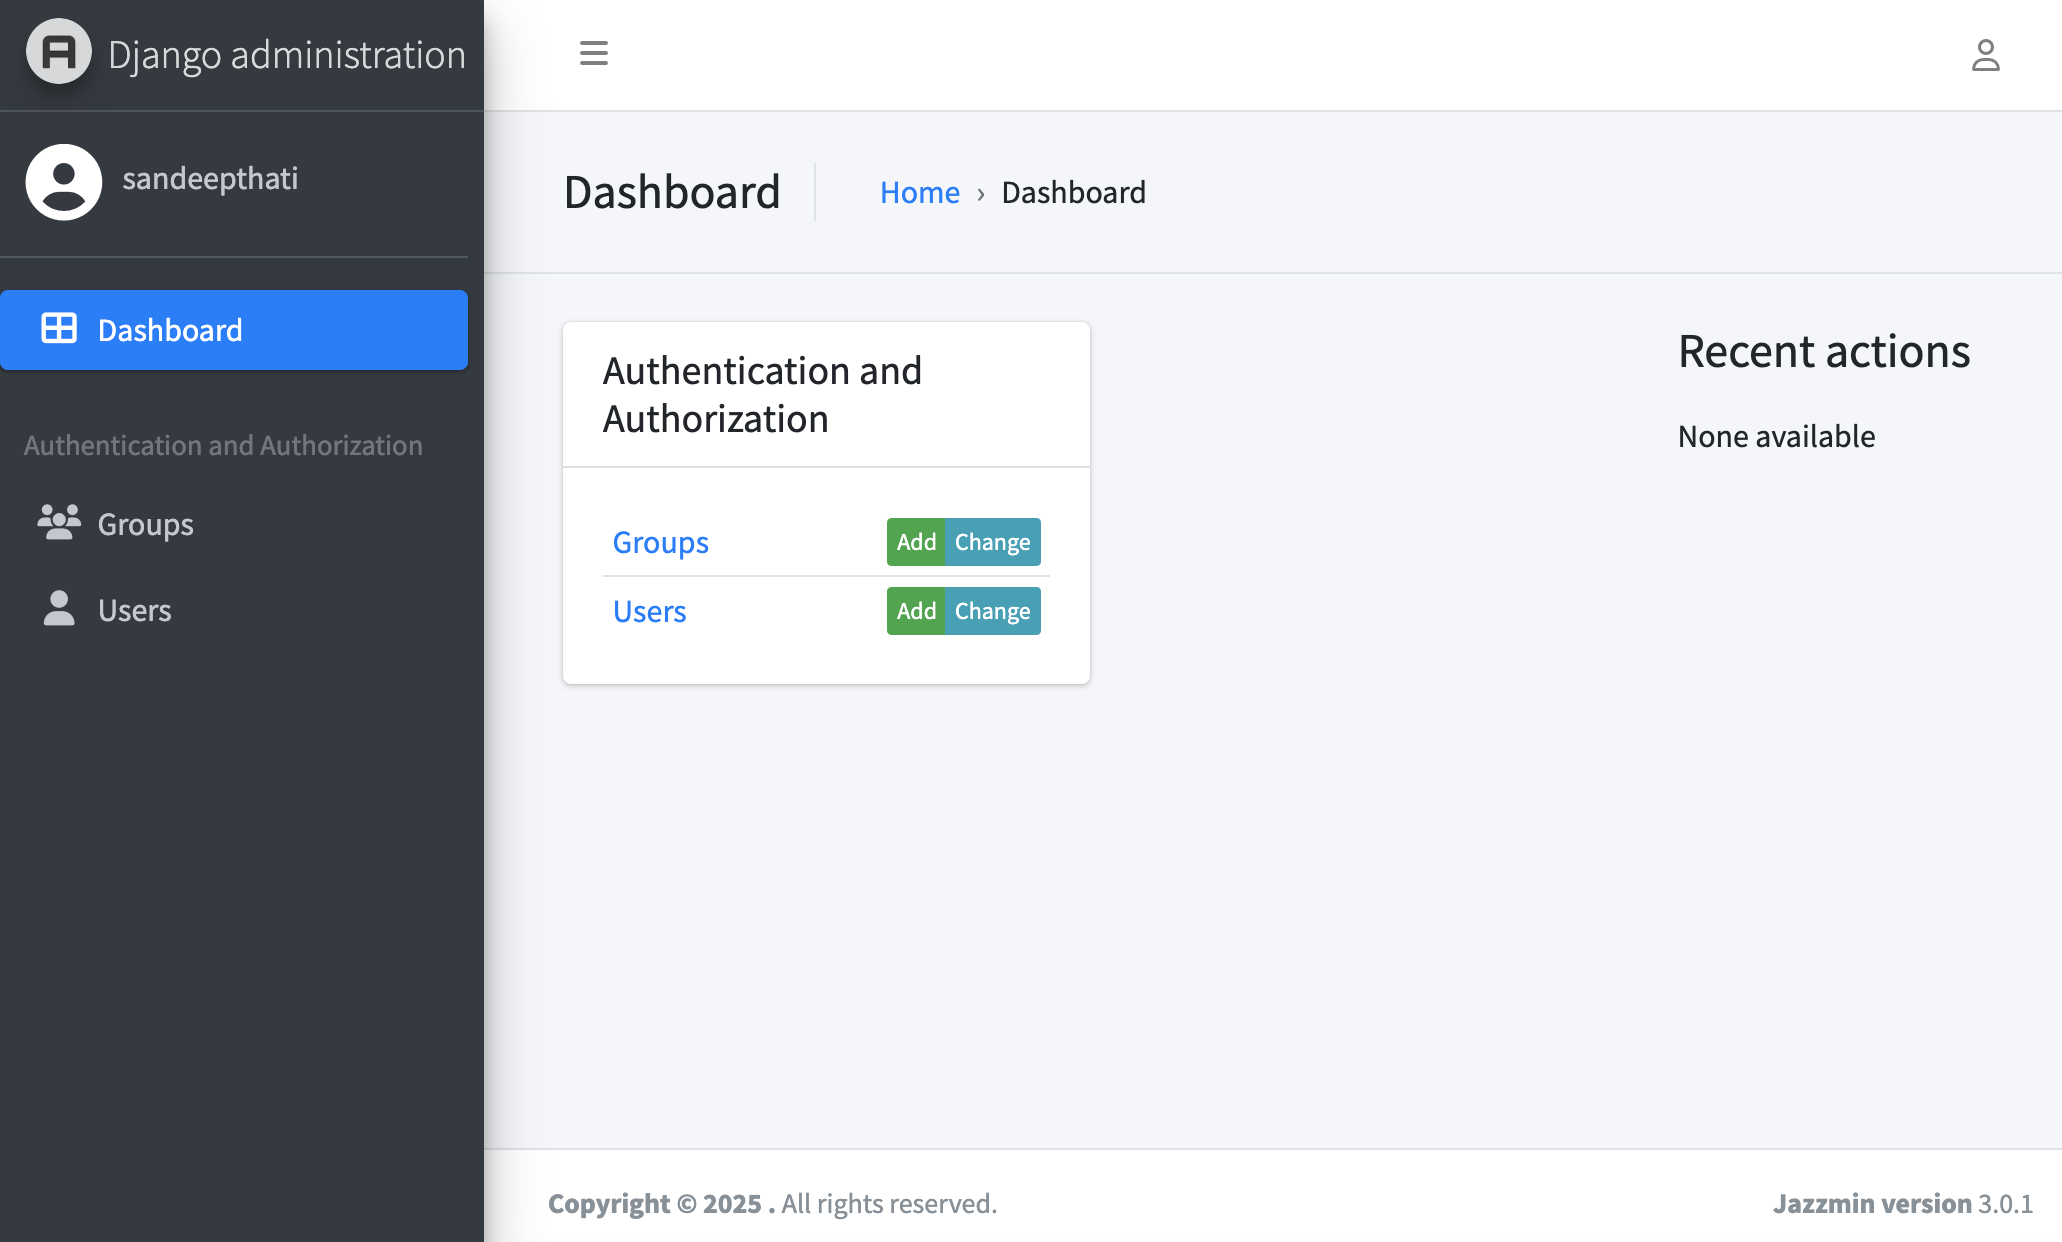 Django administration
sandeepthati
Dashboard
Authentication and Authorization
Groups
Users
Dashboard
Home › Dashboard
Authentication and
Authorization
Groups Add Change
Users Add Change
Recent actions
None available
Copyright © 2025 . All rights reserved.
Jazzmin version 3.0.1